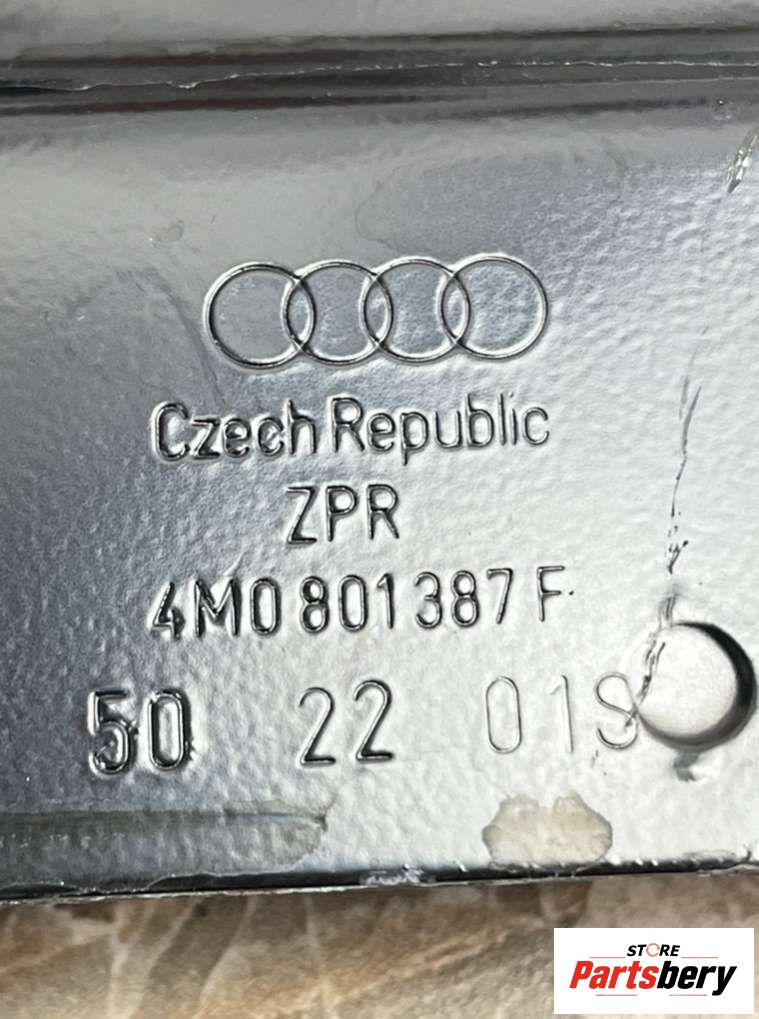 Czech Republic
ZPR
4M0 801 387 F
50 22 01S
STORE
Partsbery